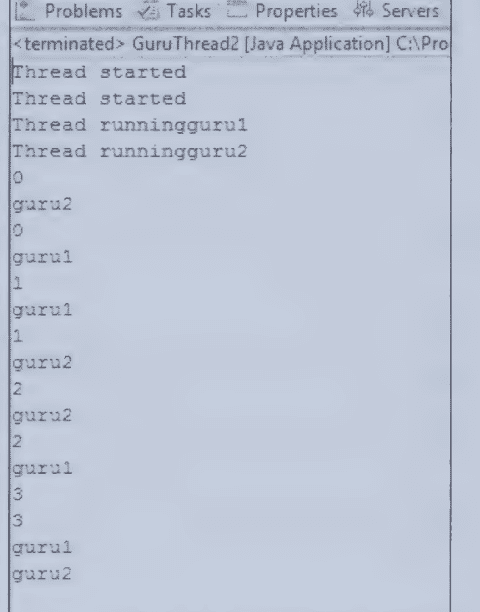 Problems Tasks Properties Servers
<terminated> GuruThread2 [Java Application] C:\Pro
Thread started
Thread started
Thread runningguru1
Thread runningguru2
0
guru2
0
guru1
1
guru1
1
guru2
2
guru2
2
guru1
3
3
guru1
guru2